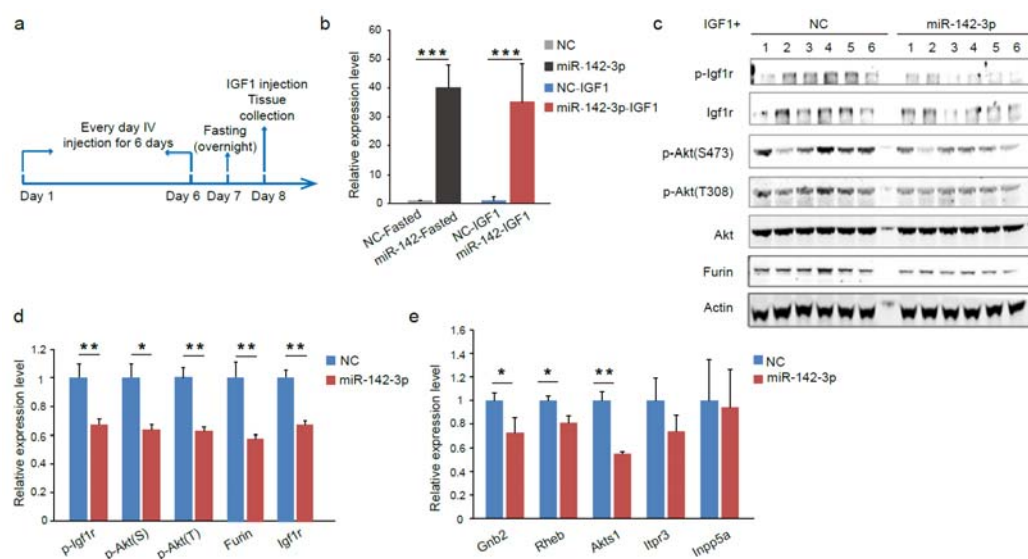 a
IGF1 injection
Tissue
collection
Every day IV
injection for 6 days
Fasting
(overnight)
Day 1
Day 6
Day 7
Day 8
b
Relative expression level
60
50
40
30
20
10
0
***
***
NC
miR-142-3p
NC-IGF1
miR-142-3p-IGF1
NC-Fasted
miR-142-Fasted
NC-IGF1
miR-142-IGF1
c
IGF1+ NC miR-142-3p
1 2 3 4 5 6 1 2 3 4 5 6
p-Igf1r
Igf1r
p-Akt(S473)
p-Akt(T308)
Akt
Furin
Actin
d
Relative expression level
1.2
1
0.8
0.6
0.4
0.2
0
** * ** ** **
NC
miR-142-3p
p-Igf1r
p-Akt(S)
p-Akt(T)
Furin
Igf1r
e
Relative expression level
1.6
1.4
1.2
1
0.8
0.6
0.4
0.2
0
* * **
NC
miR-142-3p
Gnb2
Rheb
Akts1
Itpr3
Inpp5a